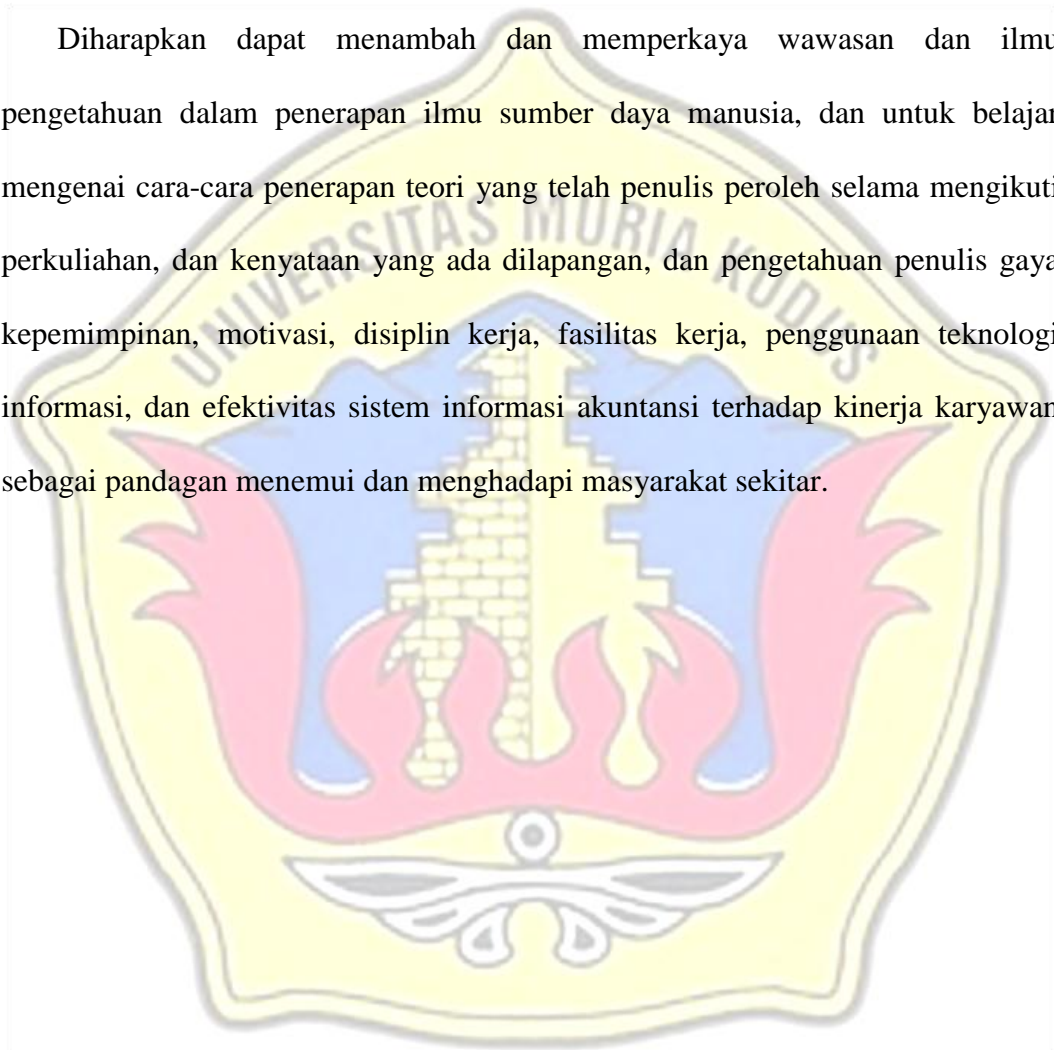 Diharapkan dapat menambah dan memperkaya wawasan dan ilmu
pengetahuan dalam penerapan ilmu sumber daya manusia, dan untuk belajar
mengenai cara-cara penerapan teori yang telah penulis peroleh selama mengikuti
perkuliahan, dan kenyataan yang ada dilapangan, dan pengetahuan penulis gaya
kepemimpinan, motivasi, disiplin kerja, fasilitas kerja, penggunaan teknologi
informasi, dan efektivitas sistem informasi akuntansi terhadap kinerja karyawan
sebagai pandagan menemui dan menghadapi masyarakat sekitar.
UNIVERSITAS MURIA KUDUS